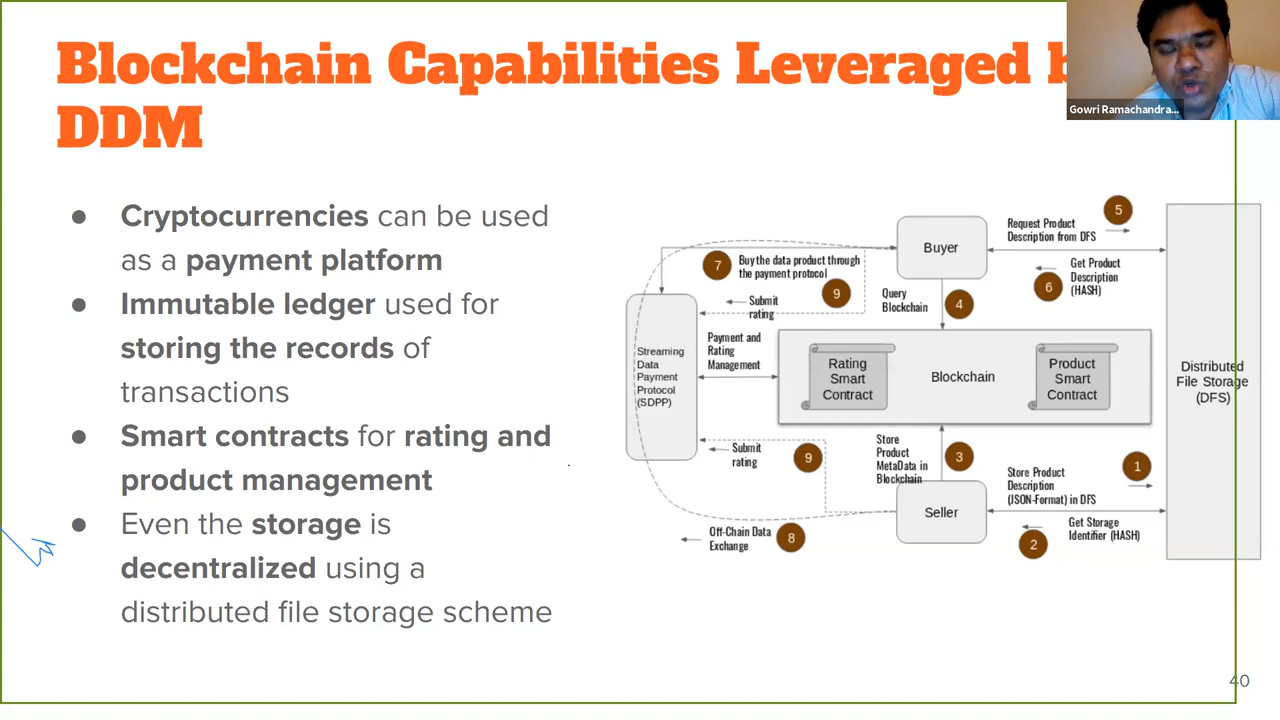 Blockchain Capabilities Leveraged
DDM
Gowri Ramachandra...
● Cryptocurrencies can be used
as a payment platform
● Immutable ledger used for
storing the records of
transactions
● Smart contracts for rating and
product management
● Even the storage is
decentralized using a
distributed file storage scheme
5
Request Product
Description from DFS
Buyer
7
Buy the data product through
the payment protocol
Get Product
Description
(HASH)
6
9
Submit
rating
Query
Blockchain
4
Payment and
Rating
Management
Streaming
Data
Payment
Protocol
(SDPP)
Rating
Smart
Contract
Blockchain
Product
Smart
Contract
Distributed
File Storage
(DFS)
Submit
rating
9
Store
Product
MetaData in
Blockchain
3
Store Product
Description
(JSON-Format) in DFS
1
Seller
Off-Chain Data
Exchange
8
2
Get Storage
Identifier (HASH)
40